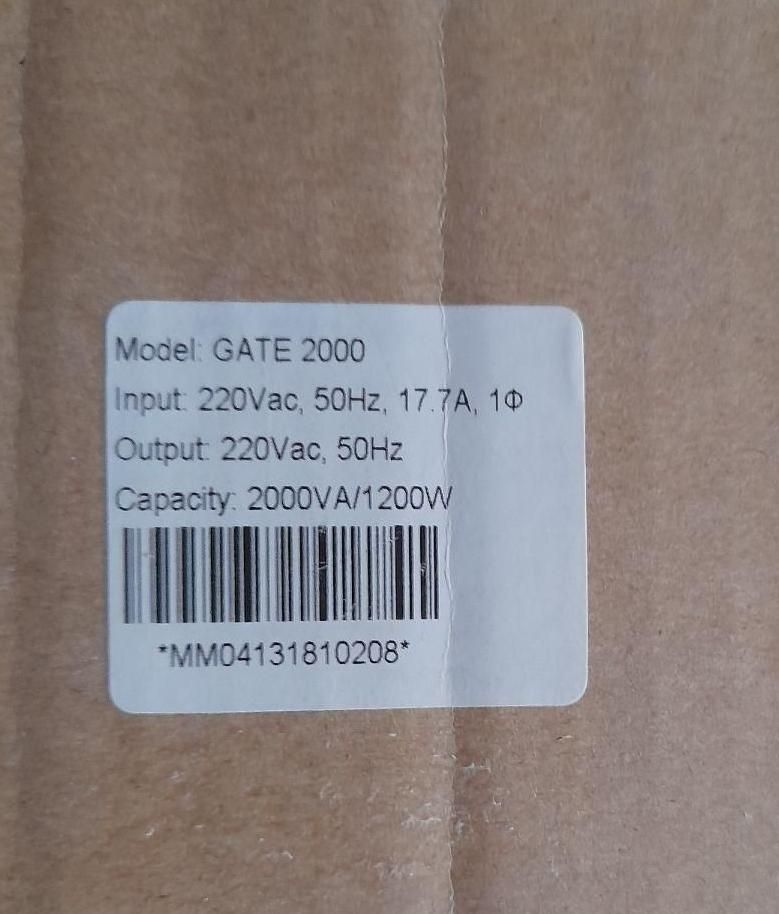 Model: GATE 2000
Input: 220Vac, 50Hz, 17.7A, 1Φ
Output: 220Vac, 50Hz
Capacity: 2000VA/1200W
*MM04131810208*